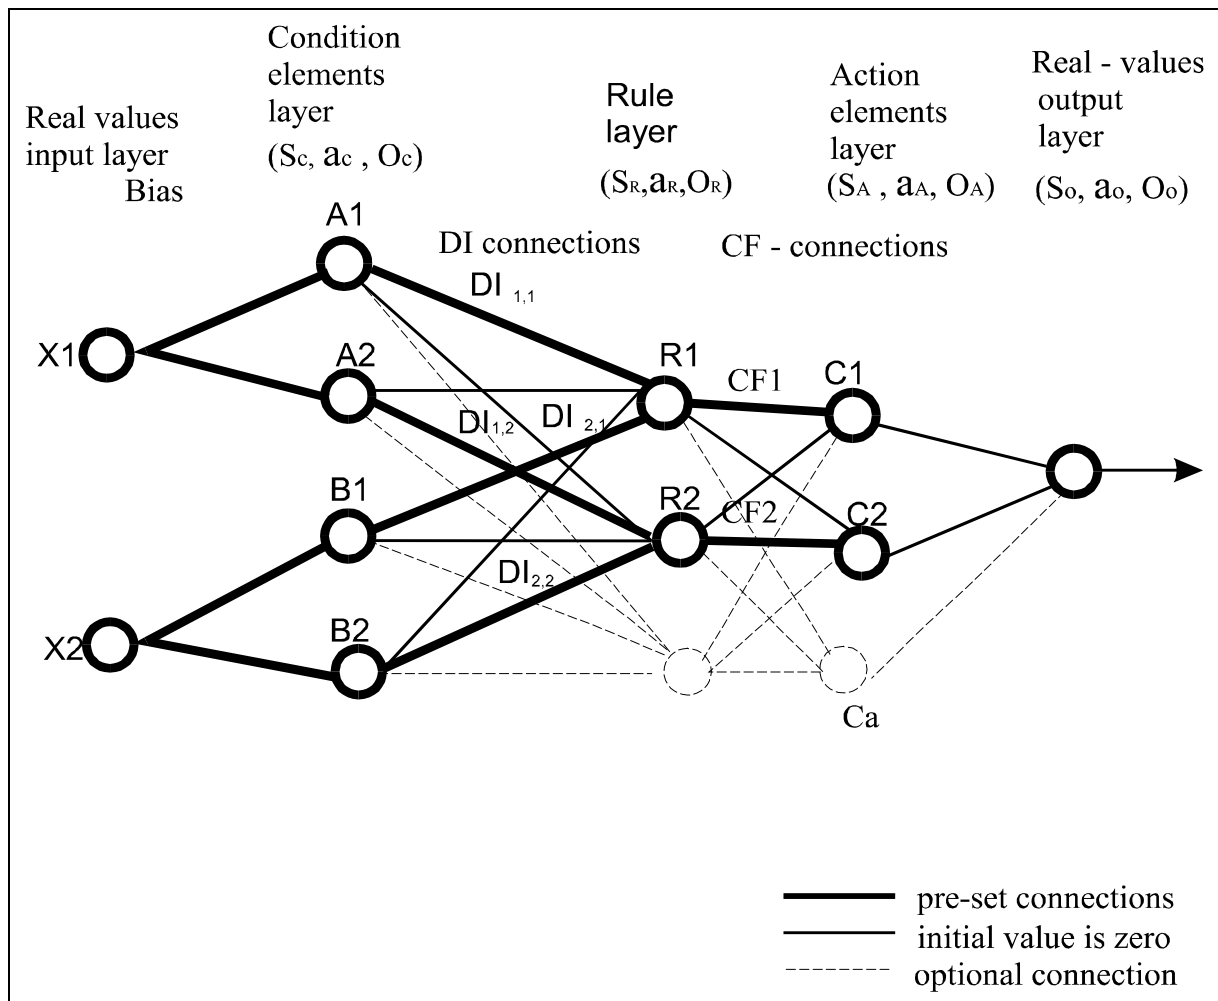 Real values
input layer
Bias
Condition
elements
layer
(Sc, ac , Oc)
Rule
layer
(SR,aR,OR)
Action
elements
layer
(SA , aA, OA)
Real - values
output
layer
(So, ao, Oo)
A1
DI connections
CF - connections
DI 1,1
X1
A2
R1
CF1
C1
DI1,2
DI 2,1
B1
R2
CF2
C2
DI2,2
B2
X2
Ca
pre-set connections
initial value is zero
optional connection